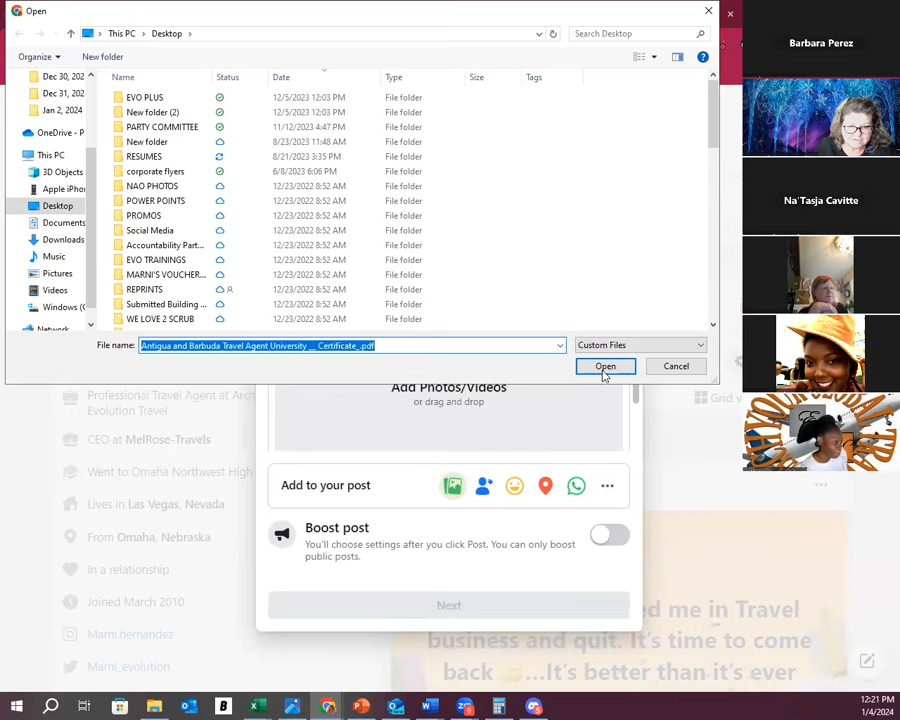 Open
This PC > Desktop >
Search Desktop
Organize
New folder
Name
Status
Date
Type
Size
Tags
Dec 30, 202
Dec 31, 202
Jan 2, 2024
OneDrive - P
This PC
3D Objects
Apple iPho
Desktop
Documents
Downloads
Music
Pictures
Videos
Windows (C
Network
EVO PLUS 12/5/2023 12:03 PM File folder
New folder (2) 12/5/2023 12:03 PM File folder
PARTY COMMITTEE 11/12/2023 4:47 PM File folder
New folder 8/23/2023 11:48 AM File folder
RESUMES 8/21/2023 3:35 PM File folder
corporate flyers 6/8/2023 6:06 PM File folder
NAO PHOTOS 12/23/2022 8:52 AM File folder
POWER POINTS 12/23/2022 8:52 AM File folder
PROMOS 12/23/2022 8:52 AM File folder
Social Media 12/23/2022 8:52 AM File folder
Accountability Part... 12/23/2022 8:52 AM File folder
EVO TRAININGS 12/23/2022 8:52 AM File folder
MARNI'S VOUCHER... 12/23/2022 8:52 AM File folder
REPRINTS 12/23/2022 8:52 AM File folder
Submitted Building ... 12/23/2022 8:52 AM File folder
WE LOVE 2 SCRUB 12/23/2022 8:52 AM File folder
File name:
Antigua and Barbuda Travel Agent University __ Certificate_.pdf
Custom Files
Open
Cancel
Barbara Perez
Na'Tasja Cavitte
Add Photos/Videos
or drag and drop
Add to your post
Boost post
You'll choose settings after you click Post. You can only boost
public posts.
Next
Professional Travel Agent at Arch
Evolution Travel
CEO at MelRose-Travels
Went to Omaha Northwest High
Lives in Las Vegas, Nevada
From Omaha, Nebraska
In a relationship
Joined March 2010
Marni.hernandez
Marni_evolution
Grid v
ed me in Travel
business and quit. It's time to come
back ...It's better than it's ever
12:21 PM
1/4/2024